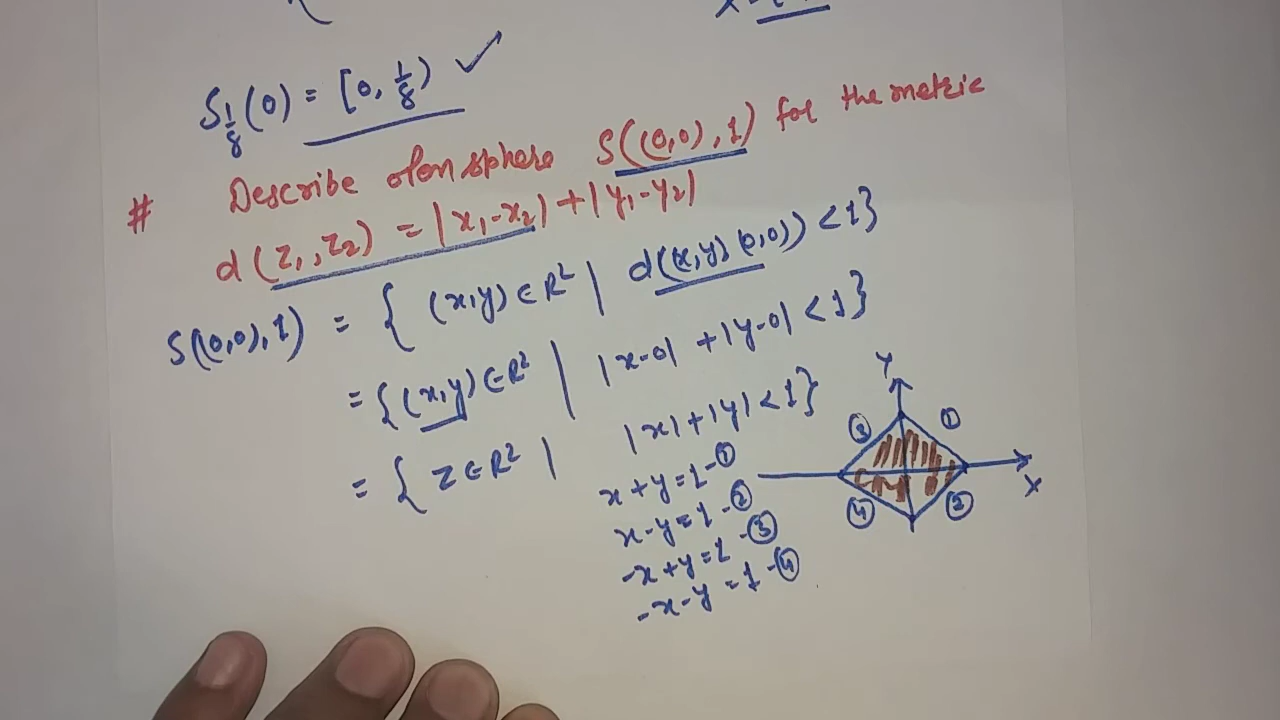 S_{1/8}(0) = [0, 1/8) ✓
# Describe open sphere S((0,0), 1) for the metric
d(z₁, z₂) = |x₁-x₂| + |y₁-y₂|
S((0,0), 1) = { (x,y) ∈ R² | d((x,y) (0,0)) < 1}
= {(x,y) ∈ R² | |x-0| + |y-0| < 1}
= { z ∈ R² | |x| + |y| < 1}
x + y = 1 - ①
x - y = 1 - ②
-x + y = 1 - ③
-x - y = 1 - ④
Y
③ ①
X
④ ②